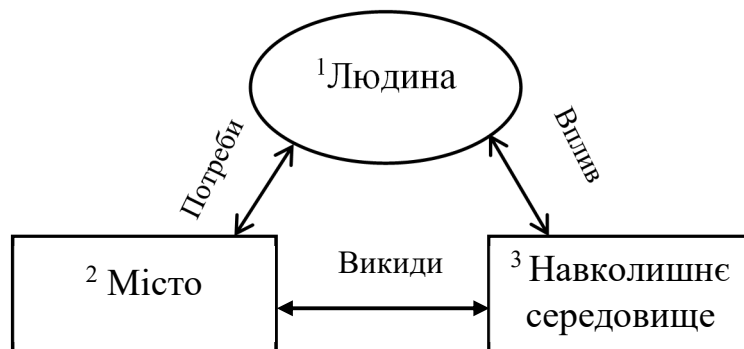 ¹Людина
Потреби
Вплив
Викиди
² Місто
³ Навколишнє
середовище